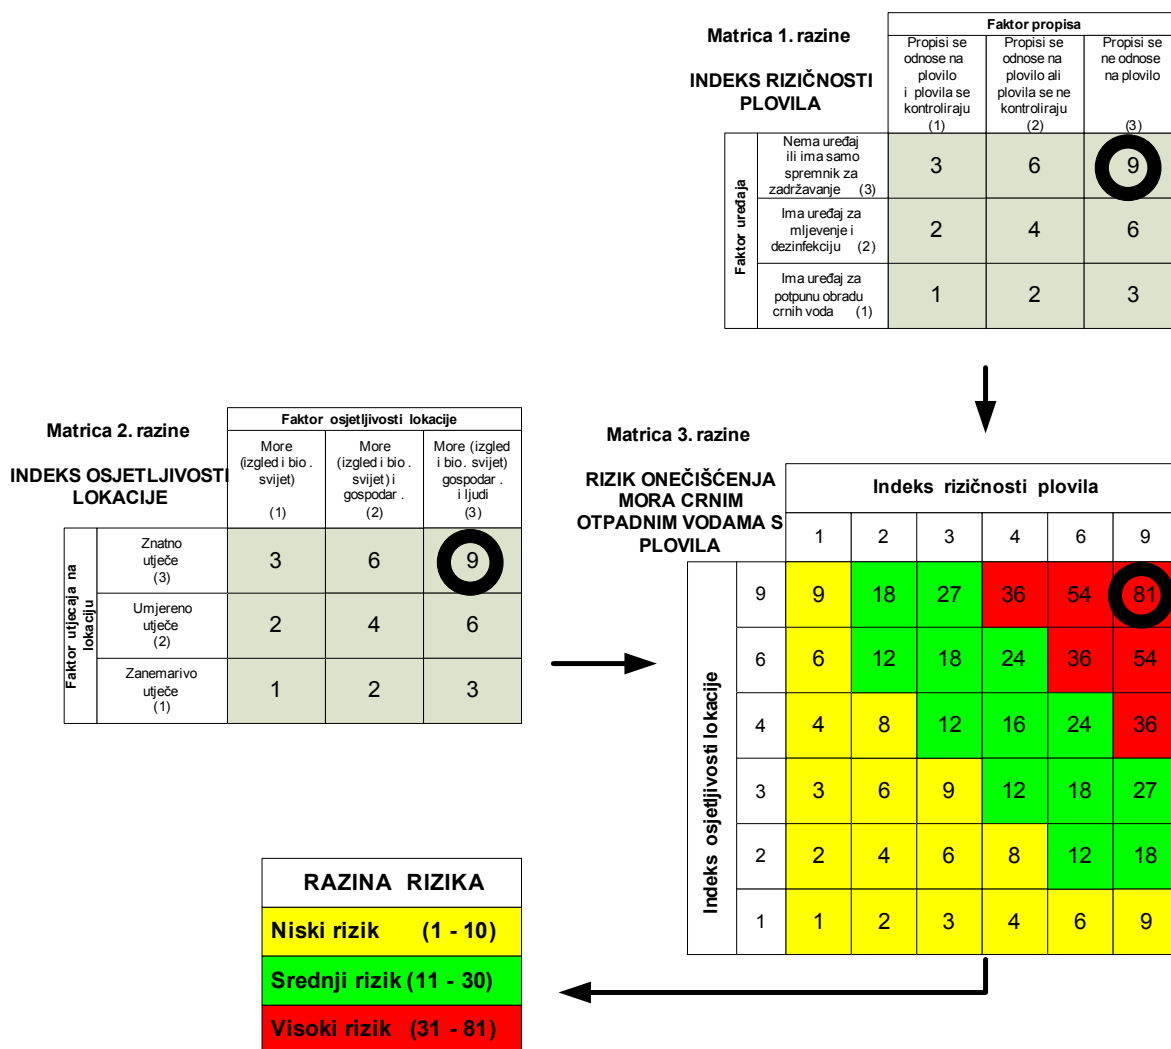 Matrica 1. razine
INDEKS RIZIČNOSTI
PLOVILA
Faktor propisa
Propisi se
odnose na
plovilo
i plovila se
kontroliraju
(1)
Propisi se
odnose na
plovilo ali
plovila se ne
kontroliraju
(2)
Propisi se
ne odnose
na plovilo
(3)
Faktor uređaja
Nema uređaj
ili ima samo
spremnik za
zadržavanje (3)
3 6 9
Ima uređaj za
mljevenje i
dezinfekciju (2)
2 4 6
Ima uređaj za
potpunu obradu
crnih voda (1)
1 2 3
Matrica 2. razine
INDEKS OSJETLJIVOSTI
LOKACIJE
Faktor osjetljivosti lokacije
More
(izgled i bio.
svijet)
(1)
More
(izgled i bio.
svijet) i
gospodar.
(2)
More (izgled
i bio. svijet)
gospodar.
i ljudi
(3)
Faktor utjecaja na
lokaciju
Znatno
utječe
(3)
3 6 9
Umjereno
utječe
(2)
2 4 6
Zanemarivo
utječe
(1)
1 2 3
Matrica 3. razine
RIZIK ONEČIŠĆENJA
MORA CRNIM
OTPADNIM VODAMA S
PLOVILA
Indeks rizičnosti plovila
1 2 3 4 6 9
Indeks osjetljivosti lokacije
9 9 18 27 36 54 81
6 6 12 18 24 36 54
4 4 8 12 16 24 36
3 3 6 9 12 18 27
2 2 4 6 8 12 18
1 1 2 3 4 6 9
RAZINA RIZIKA
Niski rizik (1 - 10)
Srednji rizik (11 - 30)
Visoki rizik (31 - 81)